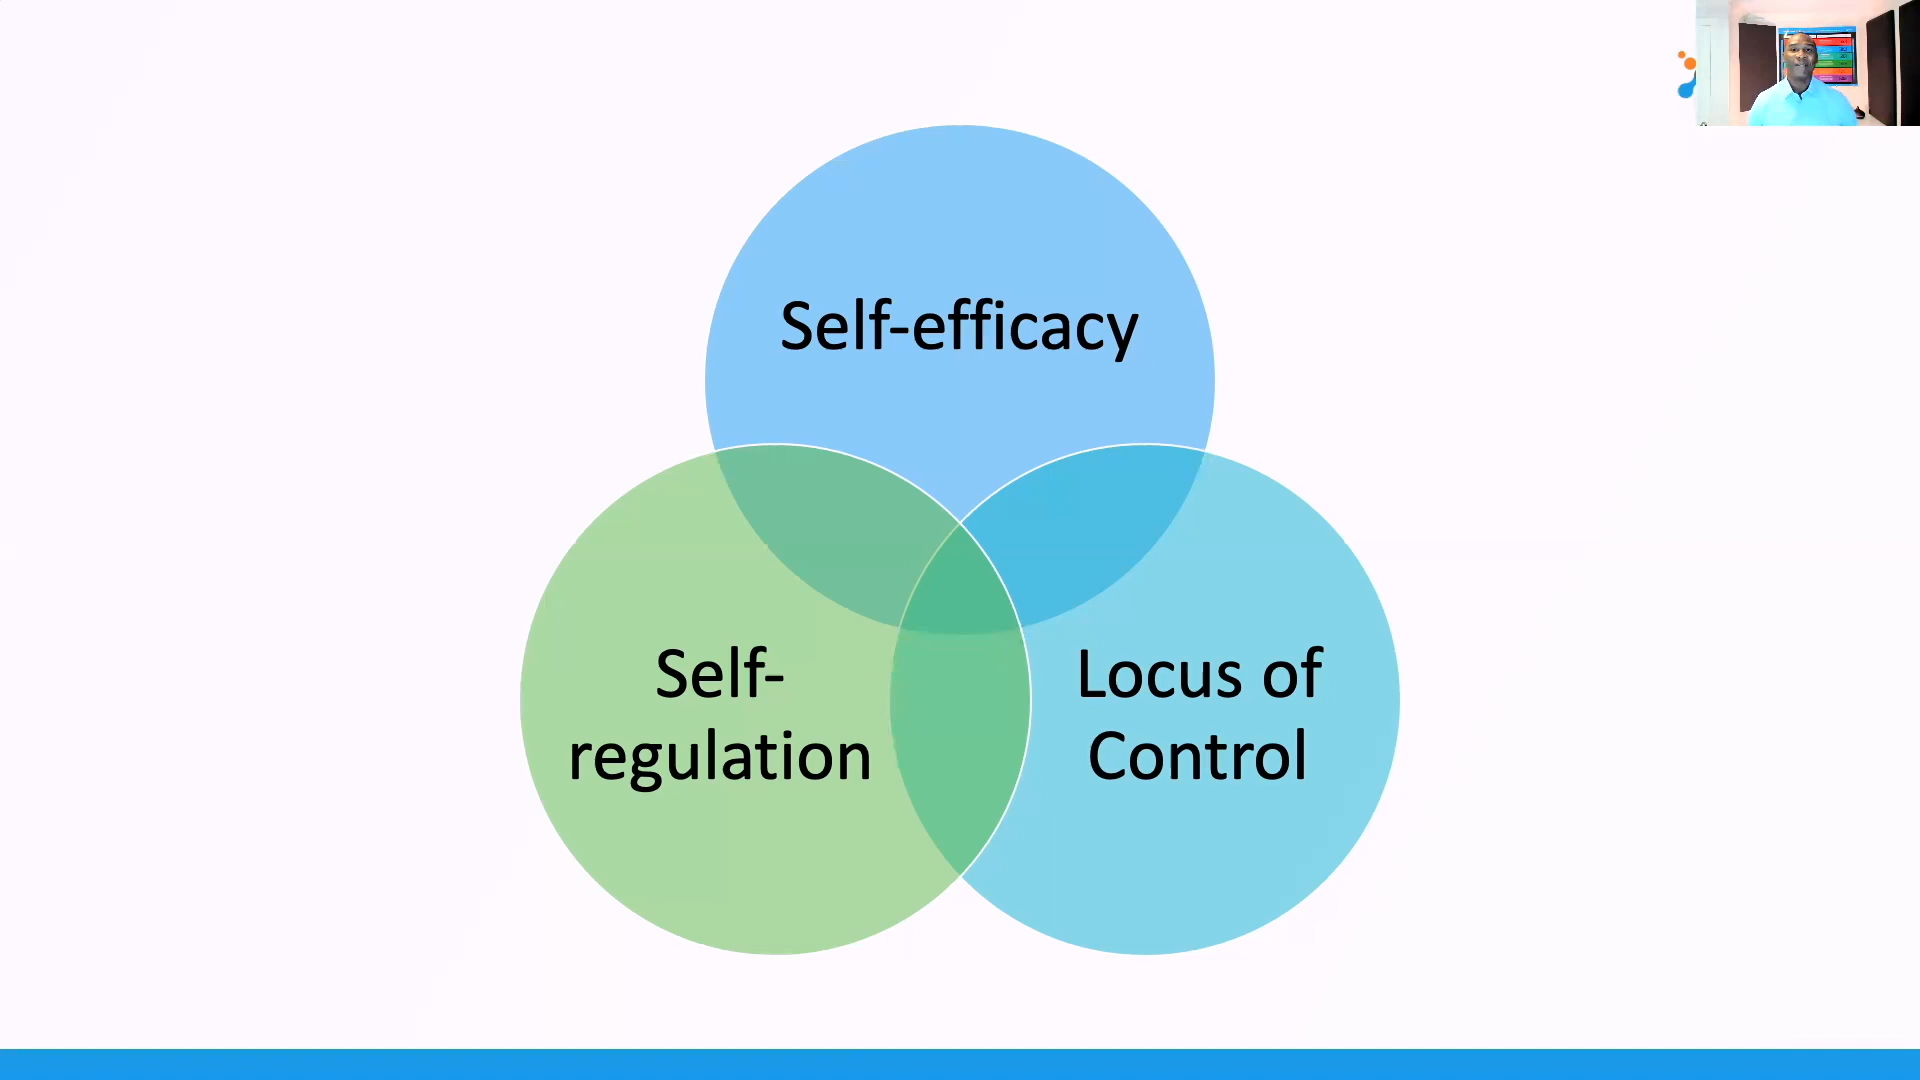 Self-efficacy
Self-
regulation
Locus of
Control